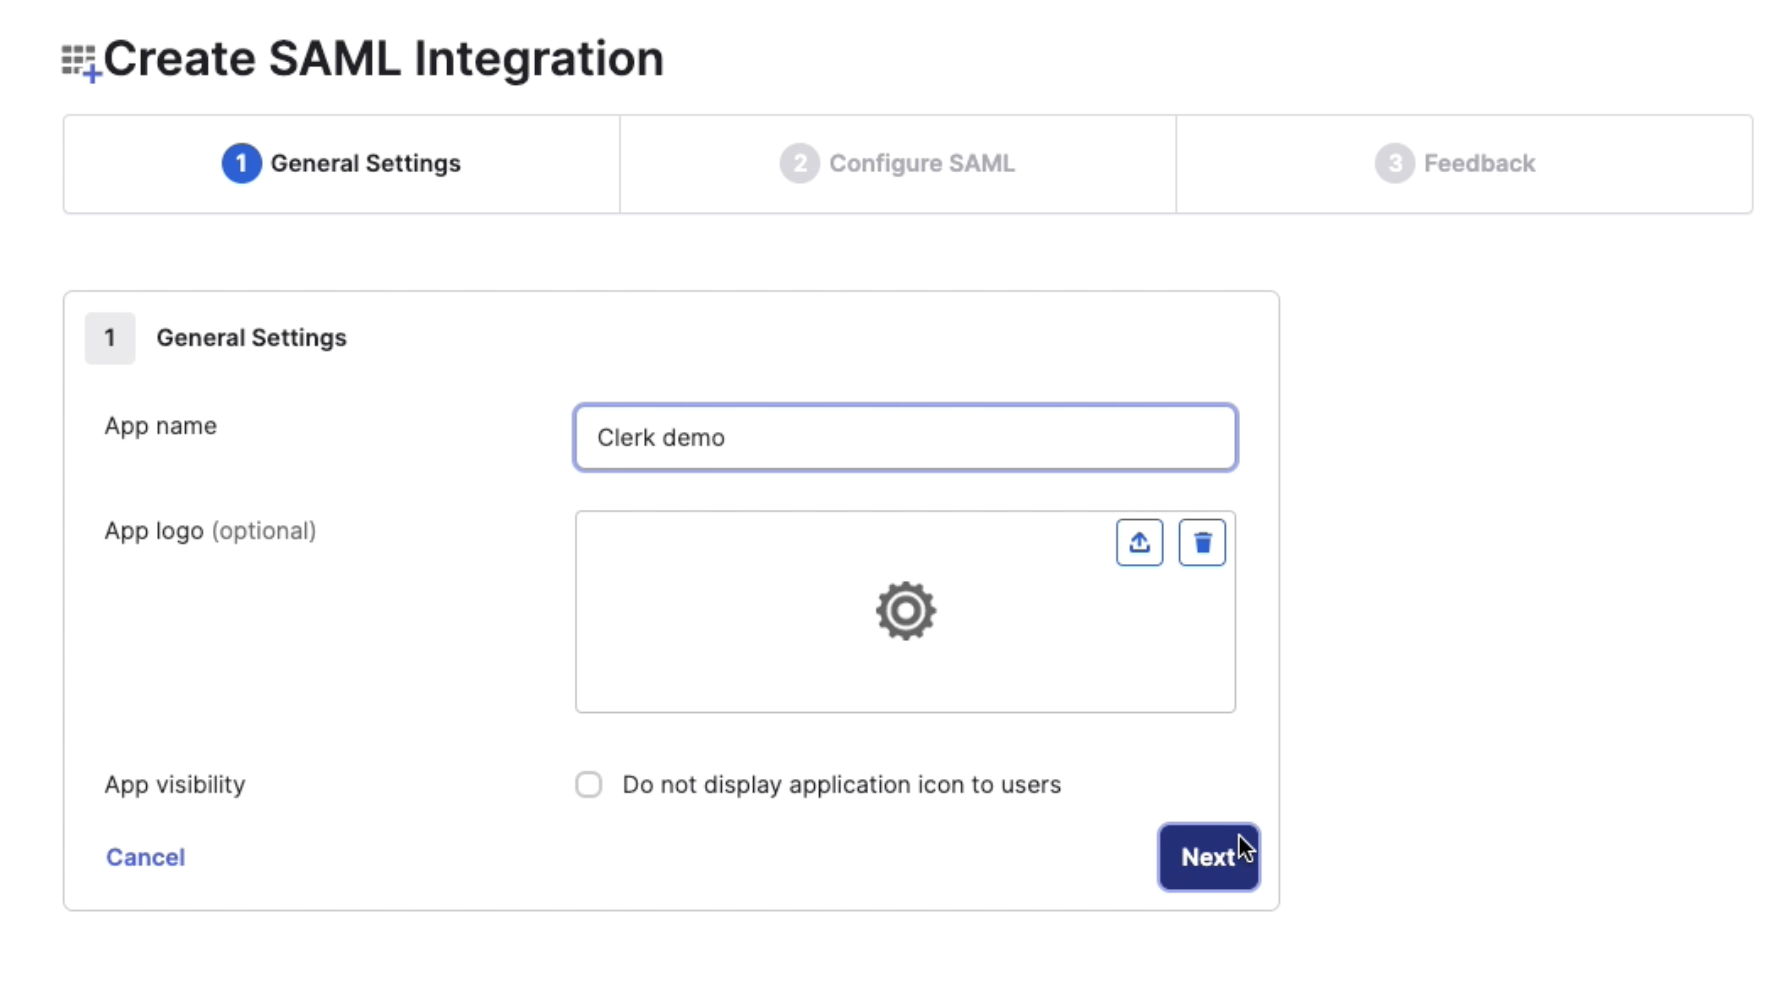 Create SAML Integration
1 General Settings
2 Configure SAML
3 Feedback
1 General Settings
App name
Clerk demo
App logo (optional)
App visibility
Do not display application icon to users
Cancel
Next